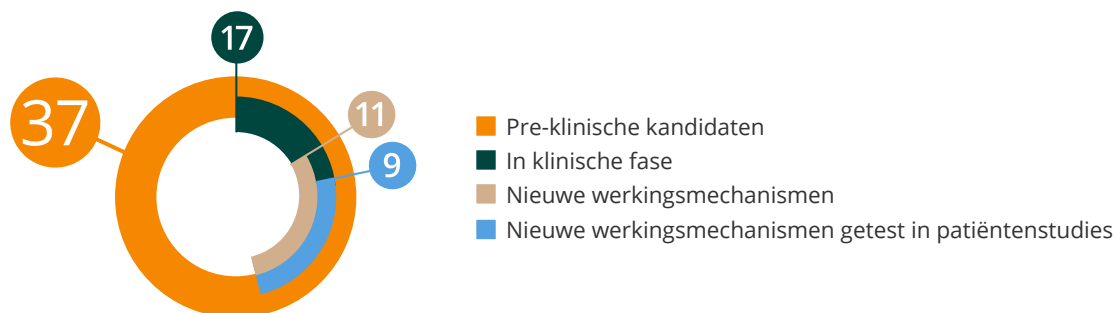 17
37
11
9
Pre-klinische kandidaten
In klinische fase
Nieuwe werkingsmechanismen
Nieuwe werkingsmechanismen getest in patiëntenstudies